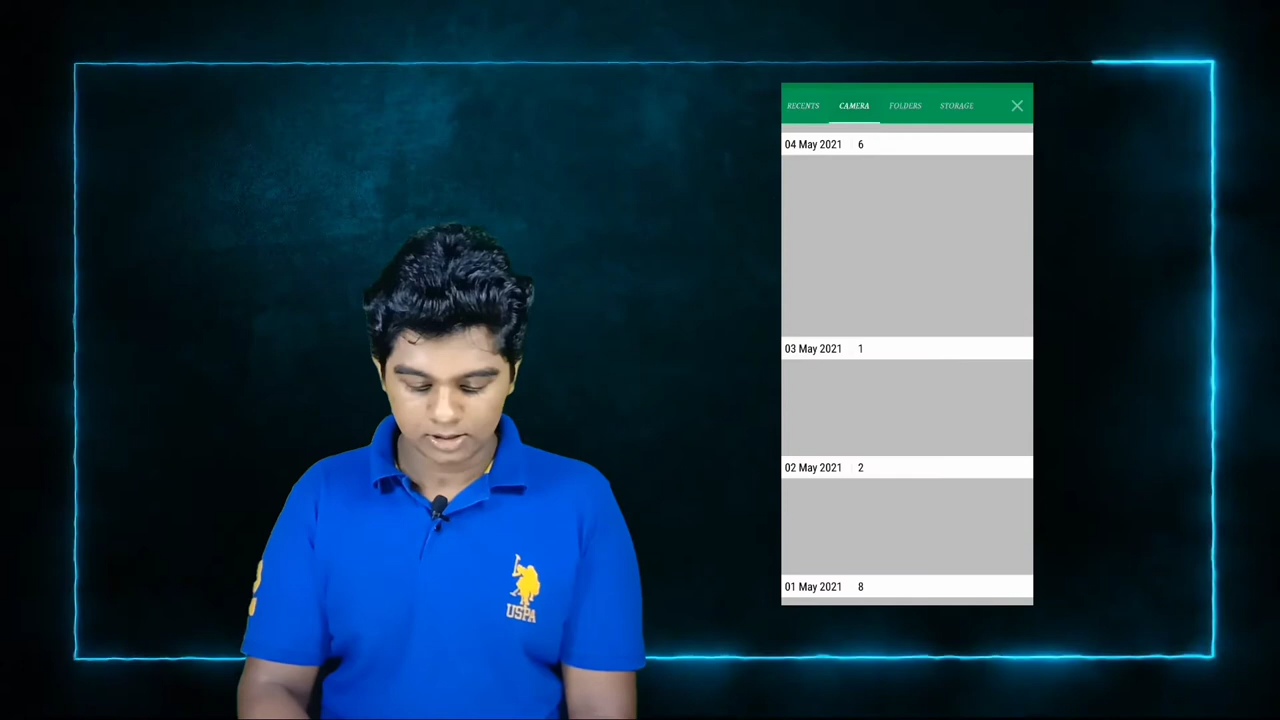 RECENTS CAMERA FOLDERS STORAGE
04 May 2021 6
03 May 2021 1
02 May 2021 2
01 May 2021 8
USPA